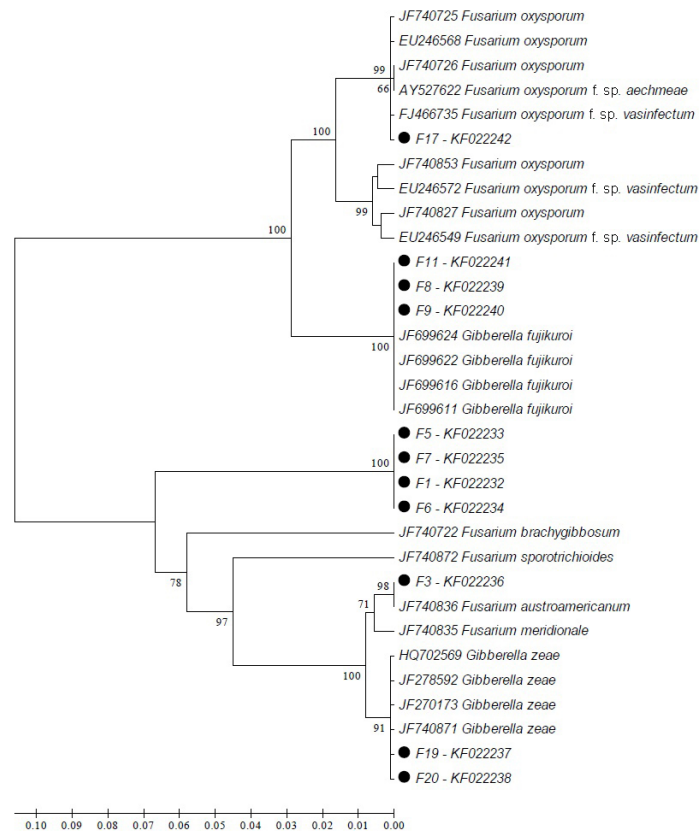 JF740725 Fusarium oxysporum
EU246568 Fusarium oxysporum
JF740726 Fusarium oxysporum
99
66
AY527622 Fusarium oxysporum f. sp. aechmeae
FJ466735 Fusarium oxysporum f. sp. vasinfectum
100
F17 - KF022242
JF740853 Fusarium oxysporum
EU246572 Fusarium oxysporum f. sp. vasinfectum
99
JF740827 Fusarium oxysporum
100
EU246549 Fusarium oxysporum f. sp. vasinfectum
F11 - KF022241
F8 - KF022239
F9 - KF022240
JF699624 Gibberella fujikuroi
100
JF699622 Gibberella fujikuroi
JF699616 Gibberella fujikuroi
JF699611 Gibberella fujikuroi
F5 - KF022233
100
F7 - KF022235
F1 - KF022232
F6 - KF022234
JF740722 Fusarium brachygibbosum
JF740872 Fusarium sporotrichioides
78
98
F3 - KF022236
71
JF740836 Fusarium austroamericanum
97
JF740835 Fusarium meridionale
HQ702569 Gibberella zeae
100
JF278592 Gibberella zeae
JF270173 Gibberella zeae
91
JF740871 Gibberella zeae
F19 - KF022237
F20 - KF022238
0.10 0.09 0.08 0.07 0.06 0.05 0.04 0.03 0.02 0.01 0.00